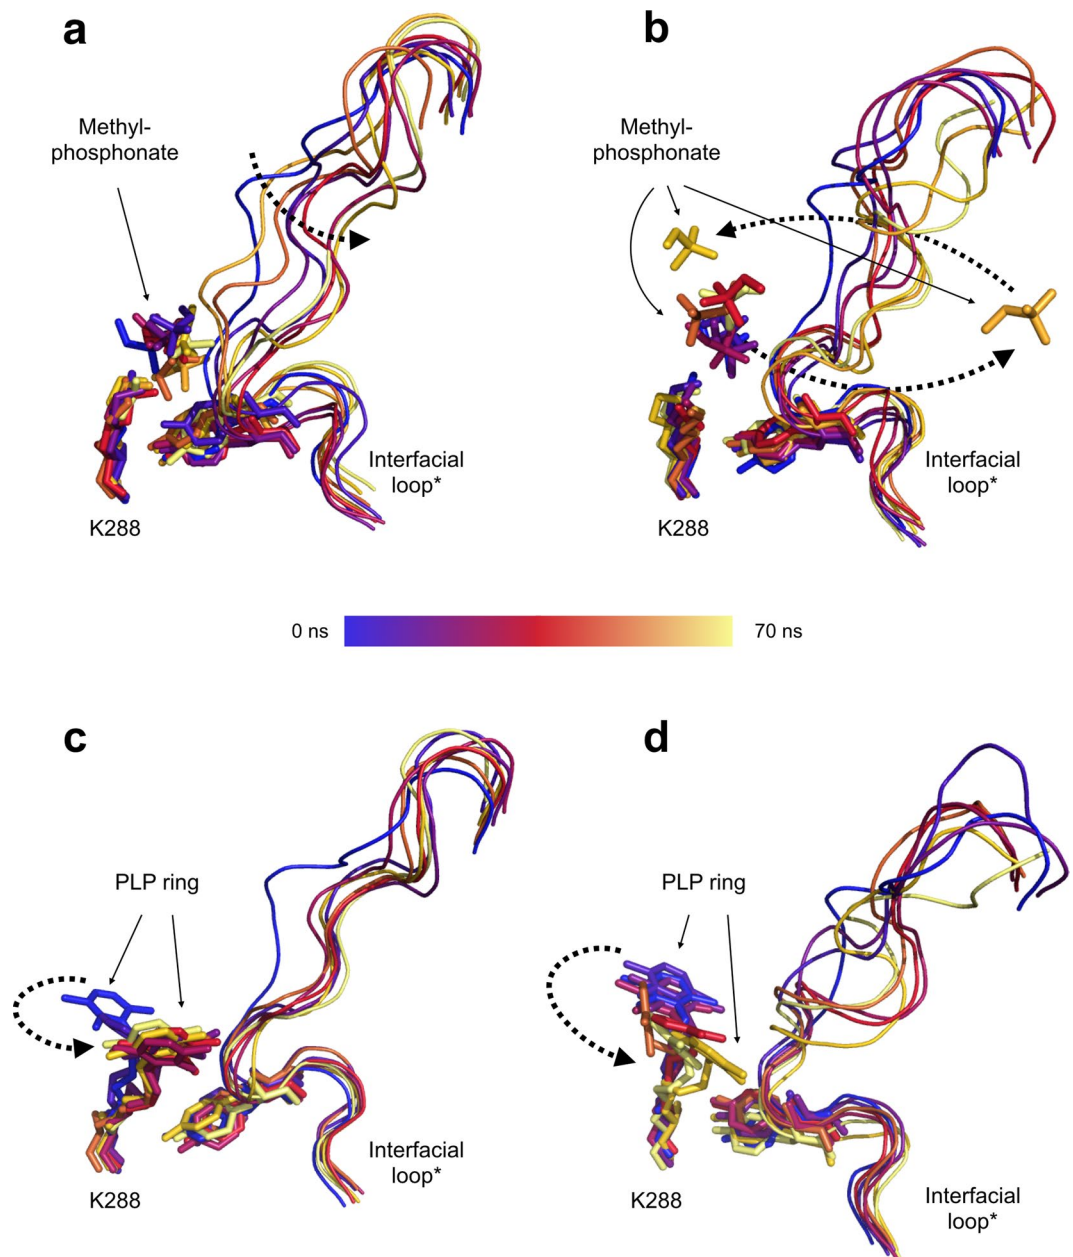 a
b
Methyl-
phosphonate
Methyl-
phosphonate
Interfacial
loop*
Interfacial
loop*
K288
K288
0 ns
70 ns
c
d
PLP ring
PLP ring
Interfacial
loop*
Interfacial
loop*
K288
K288